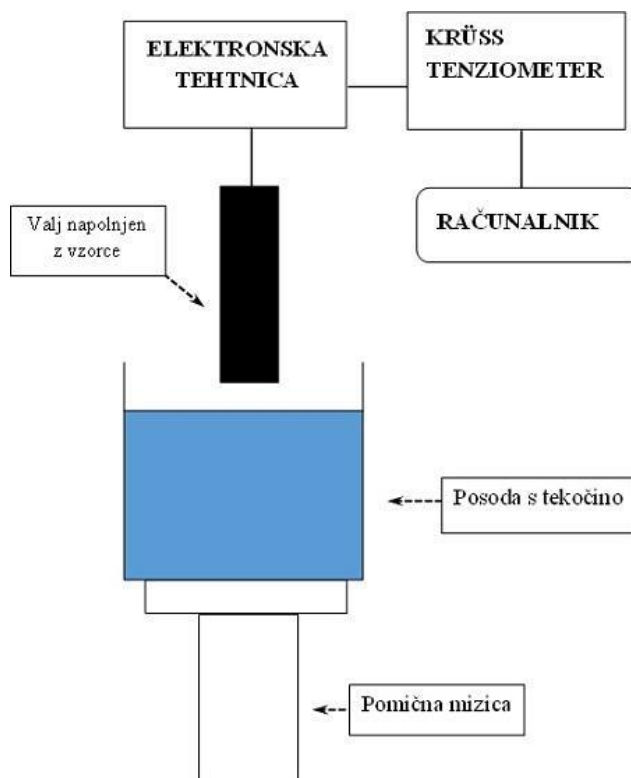 ELEKTRONSKA
TEHTNICA
KRÜSS
TENZIOMETER
RAČUNALNIK
Valj napolnjen
z vzorce
Posoda s tekočino
Pomična mizica